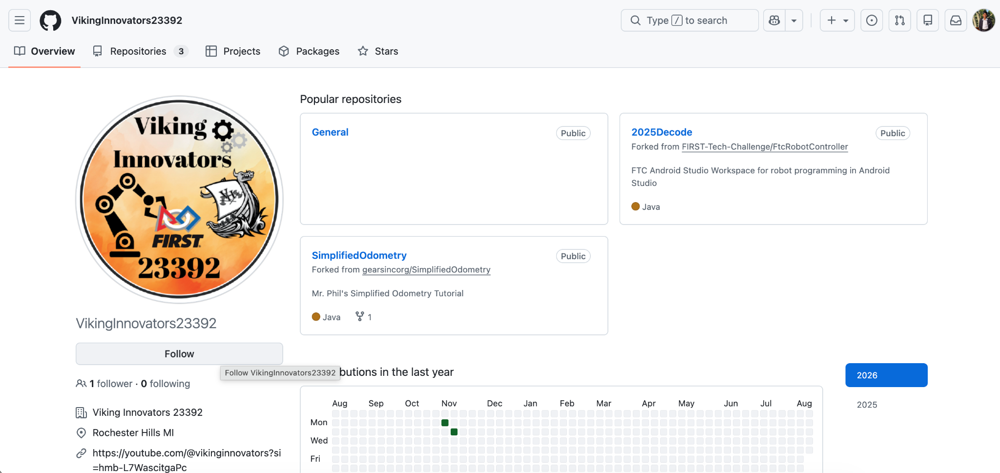 VikingInnovators23392
Type / to search
Overview
Repositories 3
Projects
Packages
Stars
Viking
Innovators
VHS
FIRST
23392
VikingInnovators23392
Follow
Follow VikingInnovators23392
1 follower · 0 following
Viking Innovators 23392
Rochester Hills MI
https://youtube.com/@vikinginnovators?si
=hmb-L7WascitgaPc
Popular repositories
General
Public
2025Decode
Public
Forked from FIRST-Tech-Challenge/FtcRobotController
FTC Android Studio Workspace for robot programming in Android
Studio
Java
SimplifiedOdometry
Public
Forked from gearsincorg/SimplifiedOdometry
Mr. Phil's Simplified Odometry Tutorial
Java 1
butions in the last year
Aug Sep Oct Nov Dec Jan Feb Mar Apr May Jun Jul Aug
Mon
Wed
Fri
2026
2025